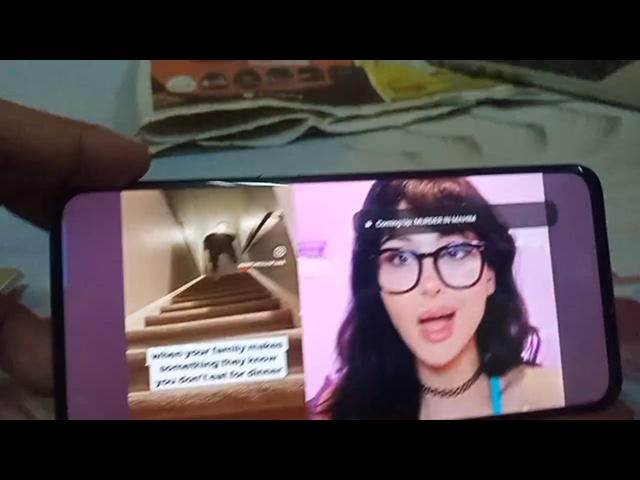 Coming Up: MURDER IN MAHIM
when your family makes
something they know
you don't eat for dinner